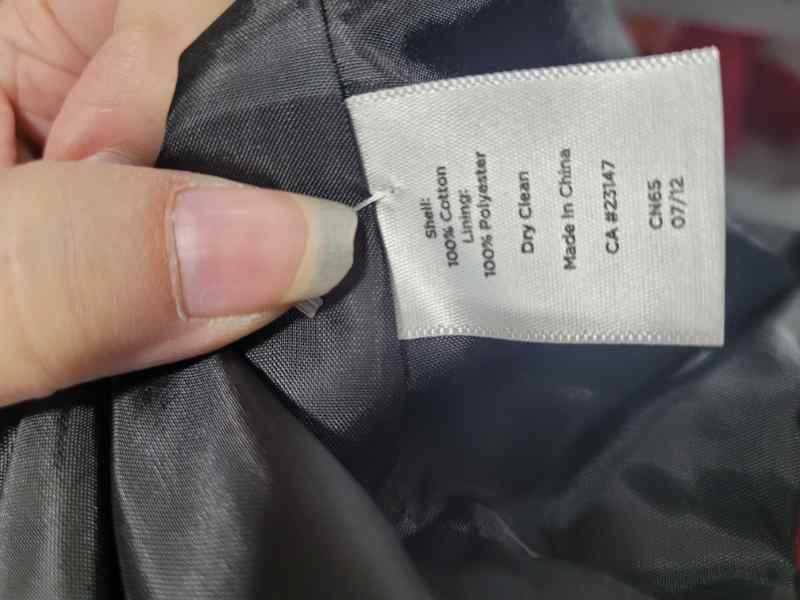 Shell:
100% Cotton
Lining:
100% Polyester
Dry Clean
Made In China
CA #23147
CN65
07/12